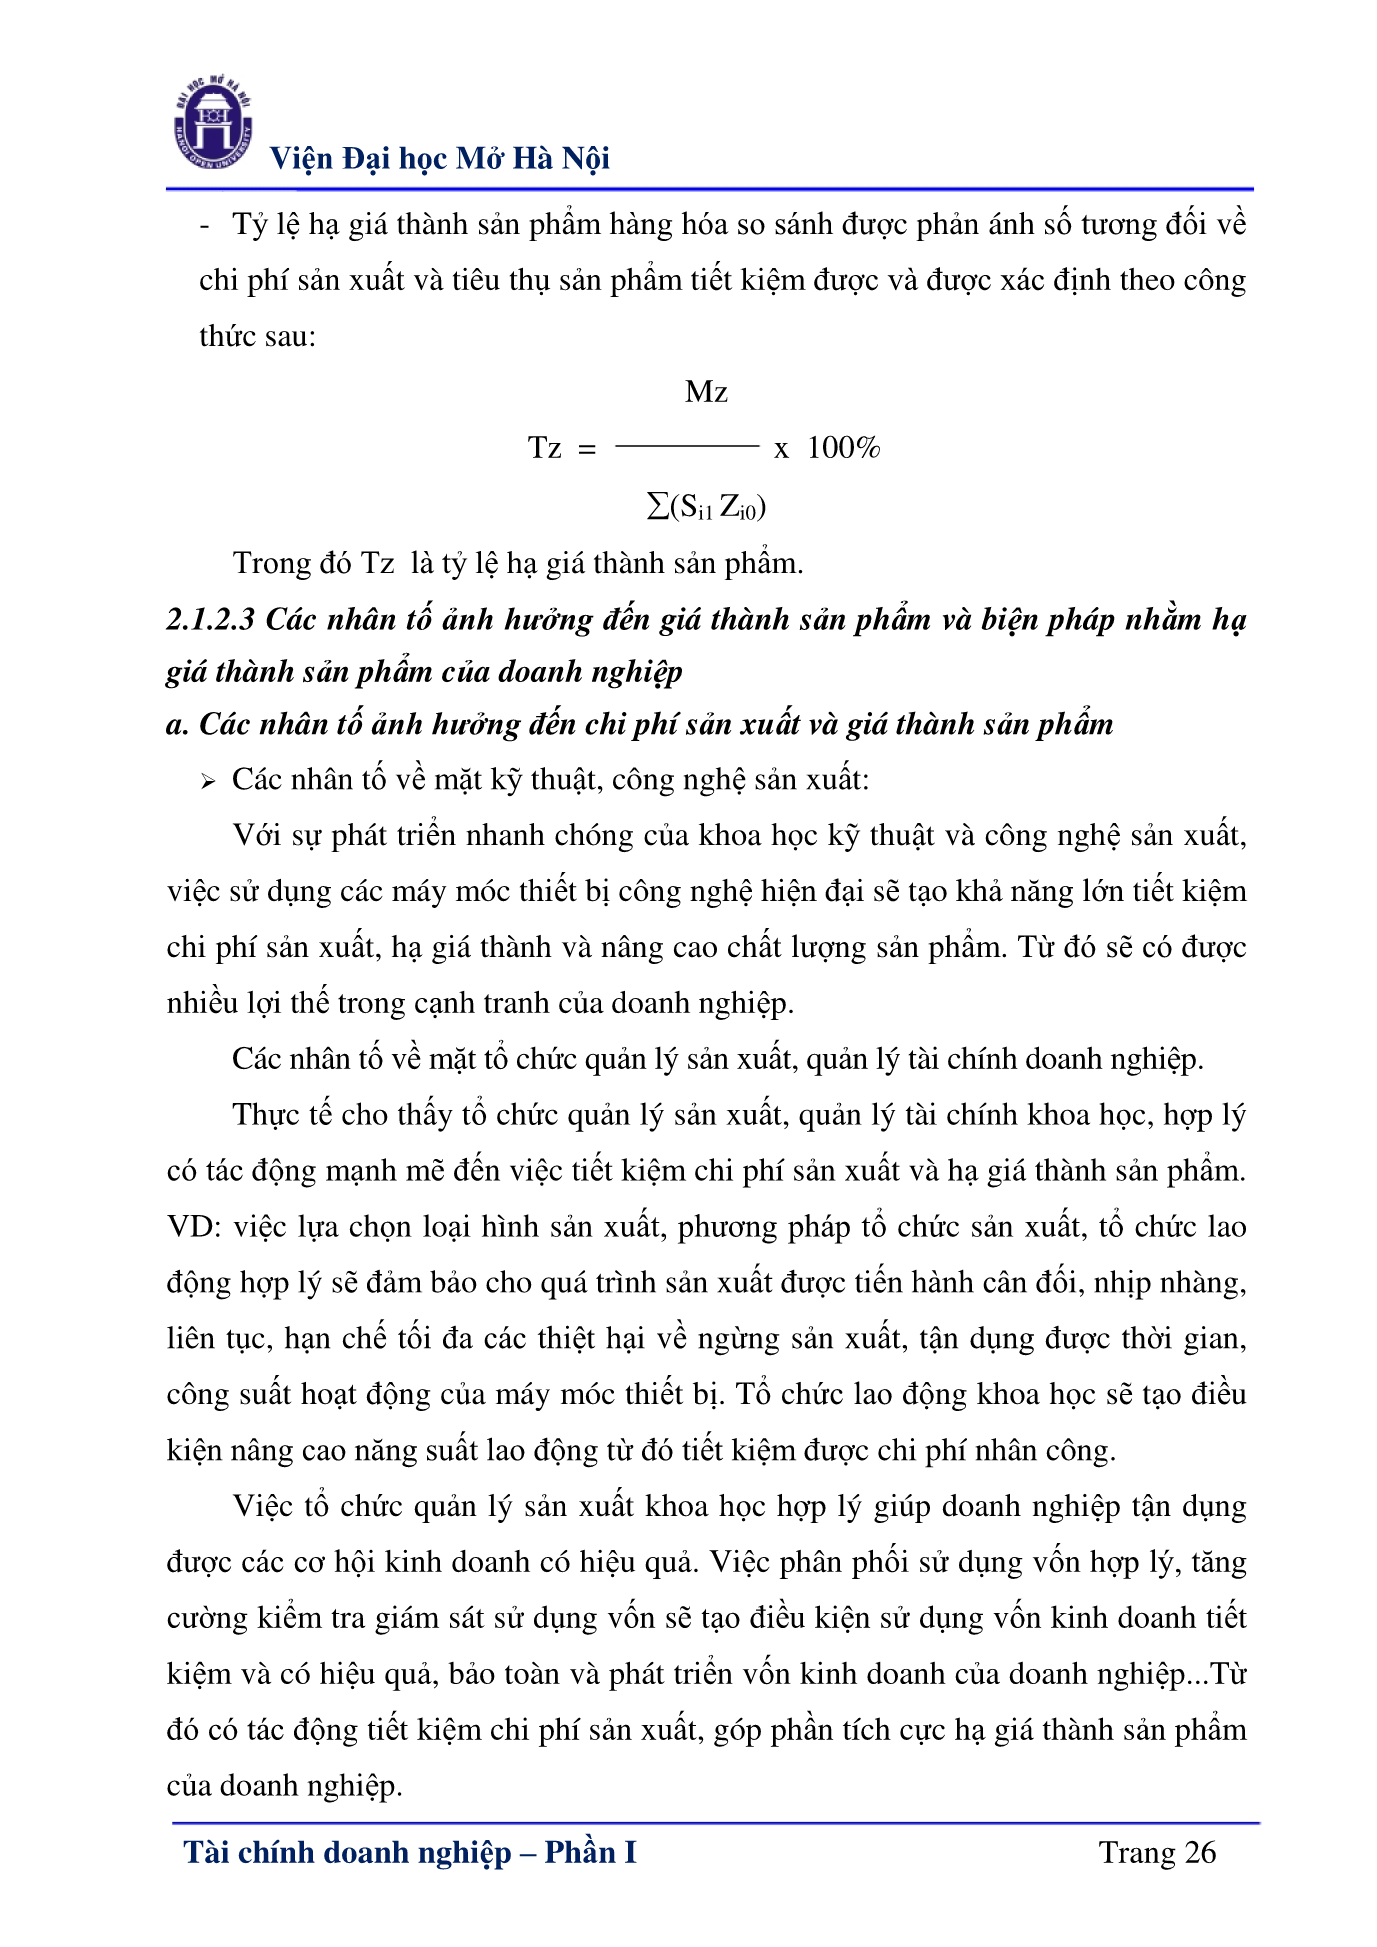 ĐẠI HỌC MỞ HÀ NỘI
HANOI OPEN UNIVERSITY
Viện Đại học Mở Hà Nội
- Tỷ lệ hạ giá thành sản phẩm hàng hóa so sánh được phản ánh số tương đối về
chi phí sản xuất và tiêu thụ sản phẩm tiết kiệm được và được xác định theo công
thức sau:
Mz
Tz = ———— x 100%
∑(Si1 Zi0)
Trong đó Tz là tỷ lệ hạ giá thành sản phẩm.
2.1.2.3 Các nhân tố ảnh hưởng đến giá thành sản phẩm và biện pháp nhằm hạ
giá thành sản phẩm của doanh nghiệp
a. Các nhân tố ảnh hưởng đến chi phí sản xuất và giá thành sản phẩm
➢ Các nhân tố về mặt kỹ thuật, công nghệ sản xuất:
Với sự phát triển nhanh chóng của khoa học kỹ thuật và công nghệ sản xuất,
việc sử dụng các máy móc thiết bị công nghệ hiện đại sẽ tạo khả năng lớn tiết kiệm
chi phí sản xuất, hạ giá thành và nâng cao chất lượng sản phẩm. Từ đó sẽ có được
nhiều lợi thế trong cạnh tranh của doanh nghiệp.
Các nhân tố về mặt tổ chức quản lý sản xuất, quản lý tài chính doanh nghiệp.
Thực tế cho thấy tổ chức quản lý sản xuất, quản lý tài chính khoa học, hợp lý
có tác động mạnh mẽ đến việc tiết kiệm chi phí sản xuất và hạ giá thành sản phẩm.
VD: việc lựa chọn loại hình sản xuất, phương pháp tổ chức sản xuất, tổ chức lao
động hợp lý sẽ đảm bảo cho quá trình sản xuất được tiến hành cân đối, nhịp nhàng,
liên tục, hạn chế tối đa các thiệt hại về ngừng sản xuất, tận dụng được thời gian,
công suất hoạt động của máy móc thiết bị. Tổ chức lao động khoa học sẽ tạo điều
kiện nâng cao năng suất lao động từ đó tiết kiệm được chi phí nhân công.
Việc tổ chức quản lý sản xuất khoa học hợp lý giúp doanh nghiệp tận dụng
được các cơ hội kinh doanh có hiệu quả. Việc phân phối sử dụng vốn hợp lý, tăng
cường kiểm tra giám sát sử dụng vốn sẽ tạo điều kiện sử dụng vốn kinh doanh tiết
kiệm và có hiệu quả, bảo toàn và phát triển vốn kinh doanh của doanh nghiệp...Từ
đó có tác động tiết kiệm chi phí sản xuất, góp phần tích cực hạ giá thành sản phẩm
của doanh nghiệp.
Tài chính doanh nghiệp – Phần I Trang 26